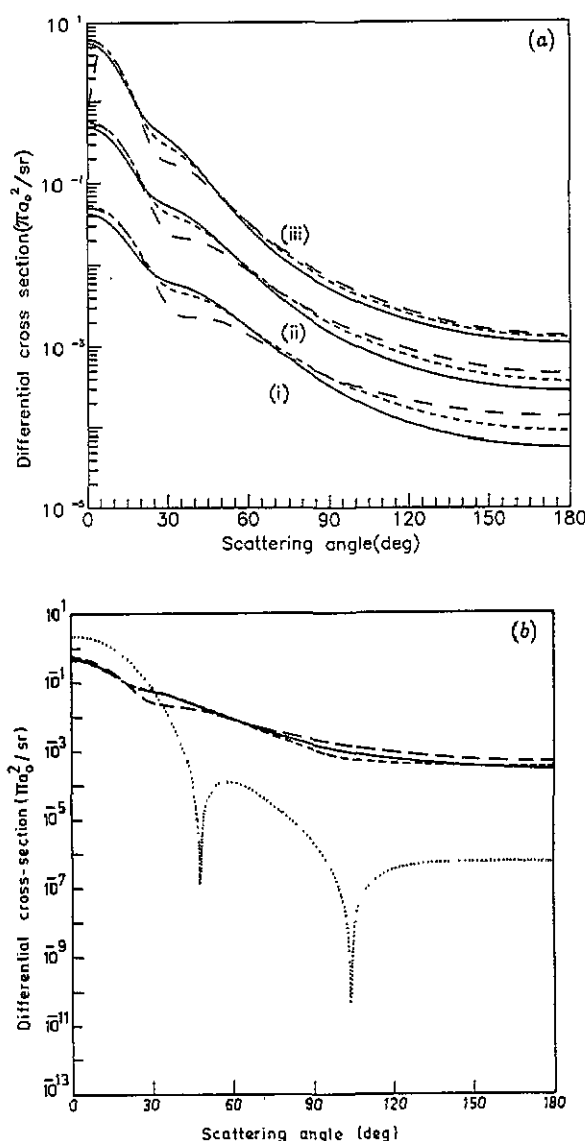 (a)
10¹
10⁻¹
10⁻³
10⁻⁵
Differential cross section(πa₀²/sr)
(iii)
(ii)
(i)
0 30 60 90 120 150 180
Scattering angle(deg)
(b)
10¹
10⁻¹
10⁻³
10⁻⁵
10⁻⁷
10⁻⁹
10⁻¹¹
10⁻¹³
Differential cross-section (πa₀²/sr)
0 30 60 90 120 150 180
Scattering angle (deg)